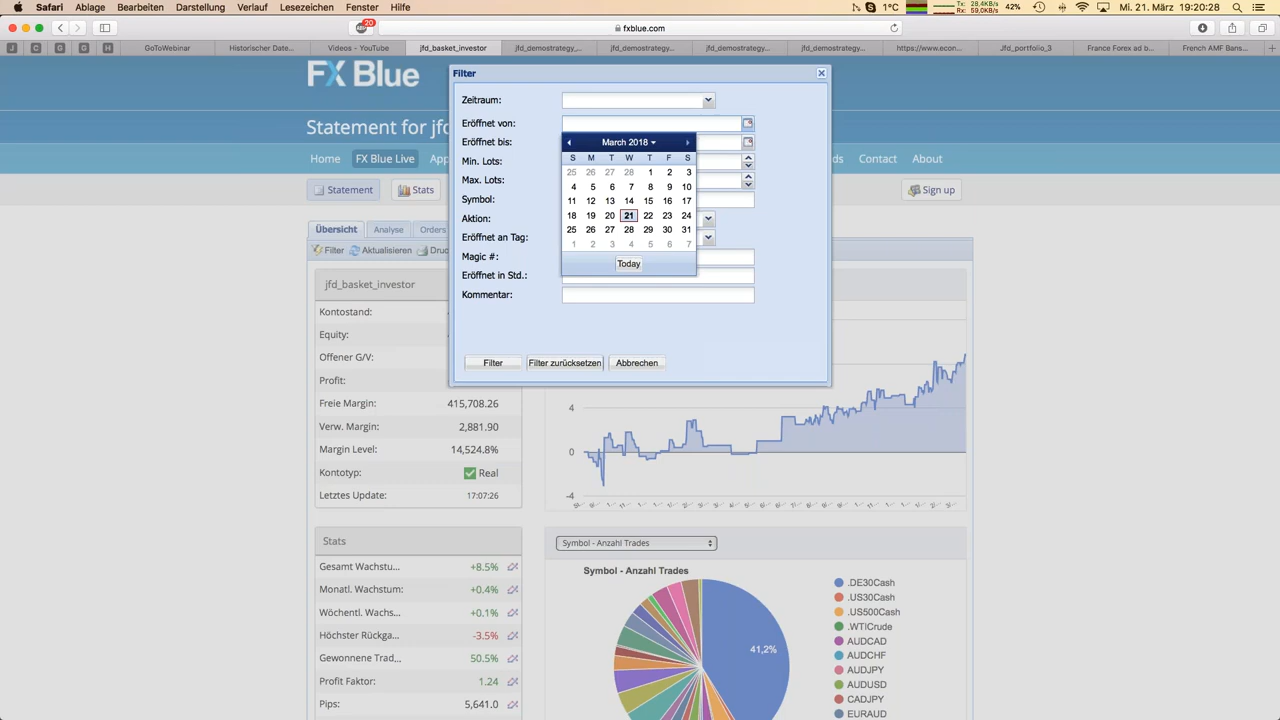 Safari Ablage Bearbeiten Darstellung Verlauf Lesezeichen Fenster Hilfe
1°C Tx: 28,4KB/s Rx: 59,0KB/s 42% Mi. 21. März 19:20:28
20 fxblue.com
J C G G H GoToWebinar Historischer Date... Videos - YouTube jfd_basket_investor jfd_demostrategy_... jfd_demostrategy... jfd_demostrategy... jfd_demostrategy... https://www.econ... Jfd_portfolio_3 France Forex ad b... French AMF Bans...
FX Blue
Statement for jfd
Home FX Blue Live Contact About
Statement Stats Sign up
Übersicht Analyse Orders
Filter Aktualisieren
Filter
Zeitraum:
Eröffnet von:
Eröffnet bis:
Min. Lots:
Max. Lots:
Symbol:
Aktion:
Eröffnet an Tag:
Magic #:
Eröffnet in Std.:
Kommentar:
Filter Filter zurücksetzen Abbrechen
March 2018
S M T W T F S
25 26 27 28 1 2 3
4 5 6 7 8 9 10
11 12 13 14 15 16 17
18 19 20 21 22 23 24
25 26 27 28 29 30 31
1 2 3 4 5 6 7
Today
jfd_basket_investor
Kontostand:
Equity:
Offener G/V:
Profit:
Freie Margin: 415,708.26
Verw. Margin: 2,881.90
Margin Level: 14,524.8%
Kontotyp: Real
Letztes Update: 17:07:26
4
0
-4
Stats
Gesamt Wachstu... +8.5%
Monatl. Wachstum: +0.4%
Wöchentl. Wachs... +0.1%
Höchster Rückga... -3.5%
Gewonnene Trad... 50.5%
Profit Faktor: 1.24
Pips: 5,641.0
Symbol - Anzahl Trades
Symbol - Anzahl Trades
41,2%
.DE30Cash
.US30Cash
.US500Cash
.WTICrude
AUDCAD
AUDCHF
AUDJPY
AUDUSD
CADJPY
EURAUD